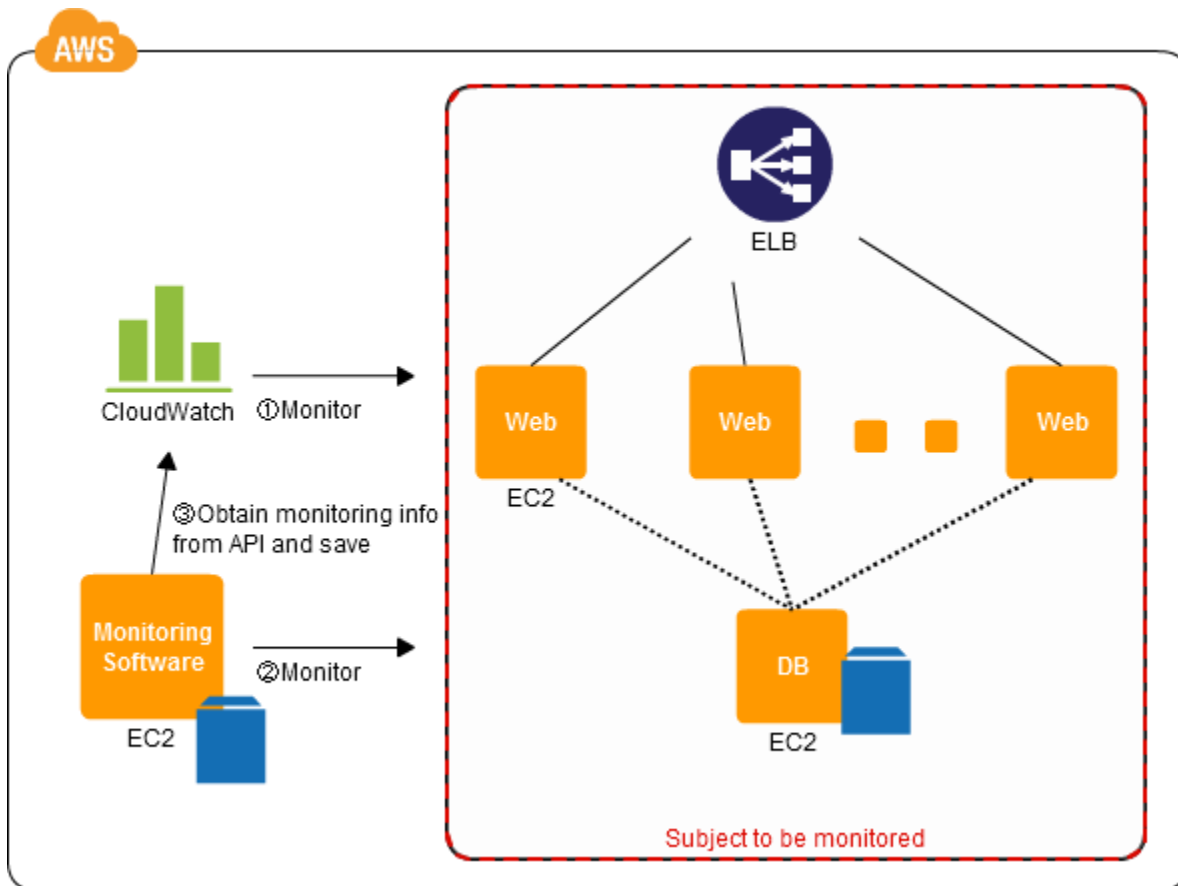 AWS
ELB
CloudWatch
①Monitor
Web
Web
Web
EC2
③Obtain monitoring info
from API and save
Monitoring
Software
EC2
②Monitor
DB
EC2
Subject to be monitored